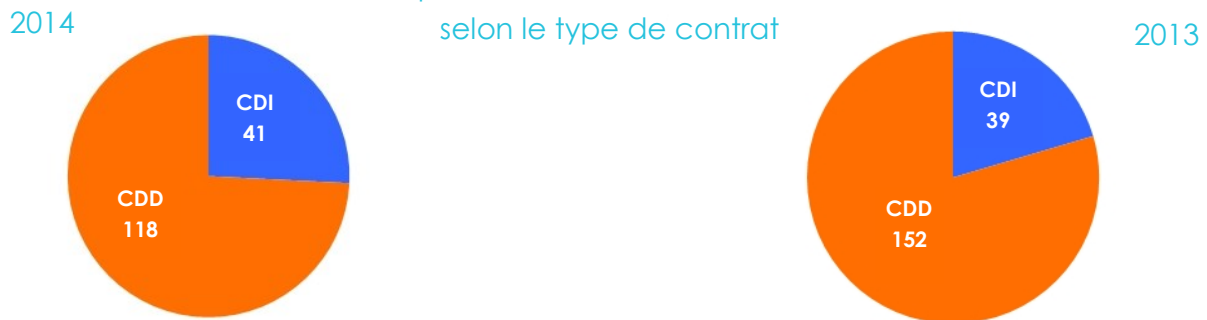 2014
selon le type de contrat
2013
CDI
41
CDD
118
CDI
39
CDD
152